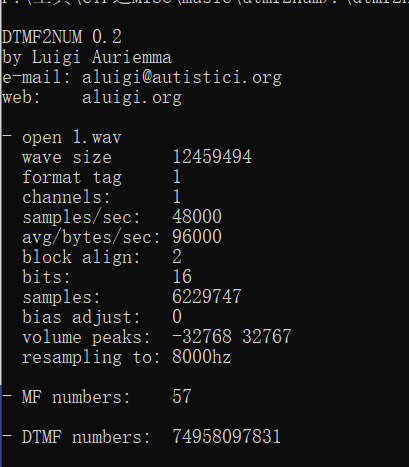 DTMF2NUM 0.2
by Luigi Auriemma
e-mail: aluigi@autistici.org
web:    aluigi.org
- open 1.wav
  wave size      12459494
  format tag     1
  channels:      1
  samples/sec:   48000
  avg/bytes/sec: 96000
  block align:   2
  bits:          16
  samples:       6229747
  bias adjust:   0
  volume peaks:  -32768 32767
  resampling to: 8000hz
- MF numbers:    57
- DTMF numbers:  74958097831